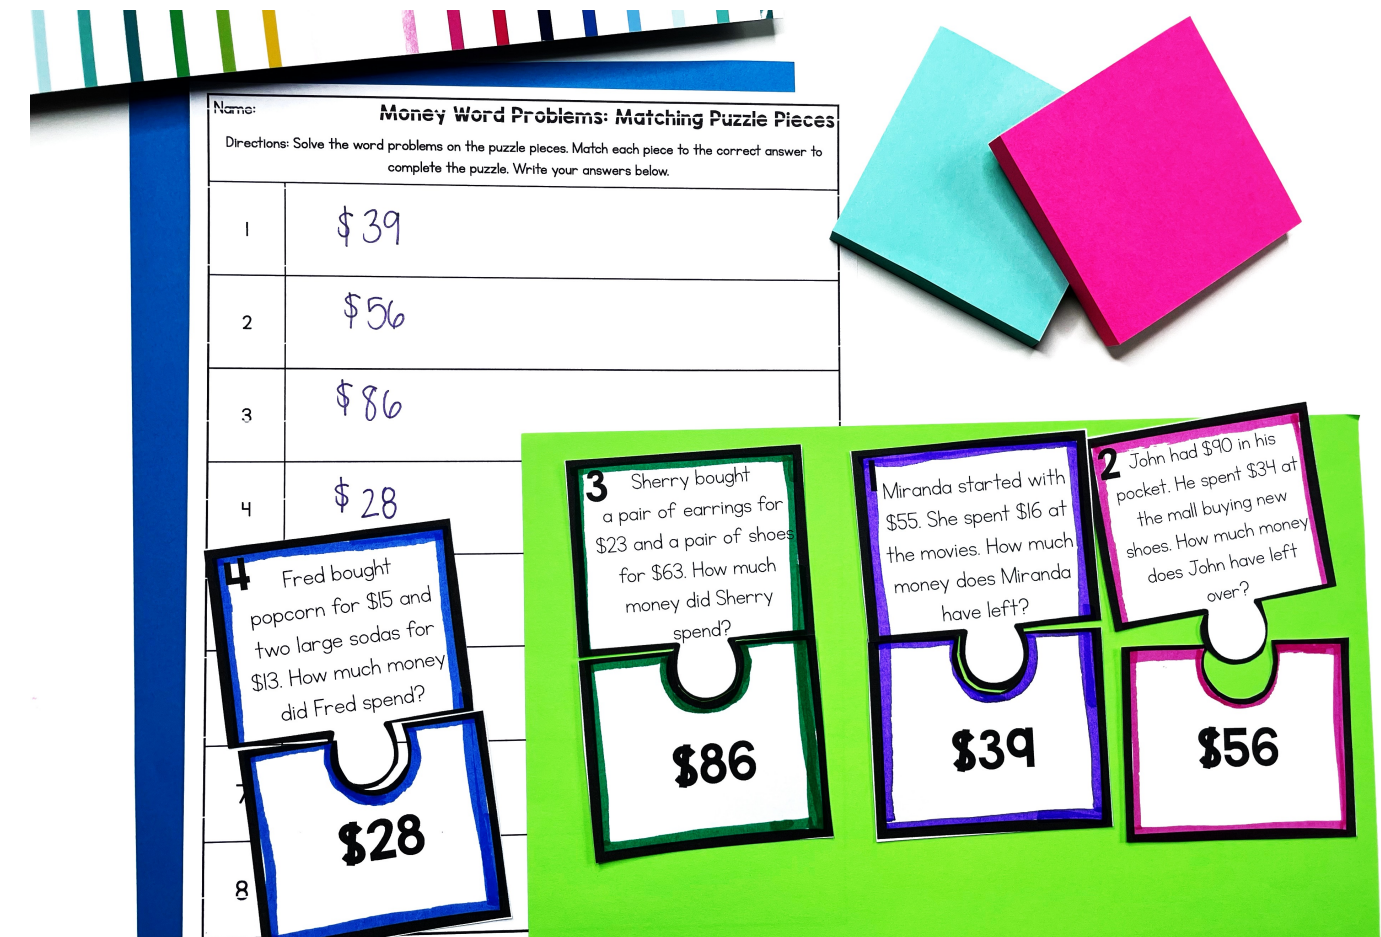 Name:
Money Word Problems: Matching Puzzle Pieces
Directions: Solve the word problems on the puzzle pieces. Match each piece to the correct answer to
complete the puzzle. Write your answers below.
1
$39
2
$56
3
$86
4
$28
7
8
4
Fred bought
popcorn for $15 and
two large sodas for
$13. How much money
did Fred spend?
$28
3
Sherry bought
a pair of earrings for
$23 and a pair of shoes
for $63. How much
money did Sherry
spend?
$86
1
Miranda started with
$55. She spent $16 at
the movies. How much
money does Miranda
have left?
$39
2
John had $90 in his
pocket. He spent $34 at
the mall buying new
shoes. How much money
does John have left
over?
$56